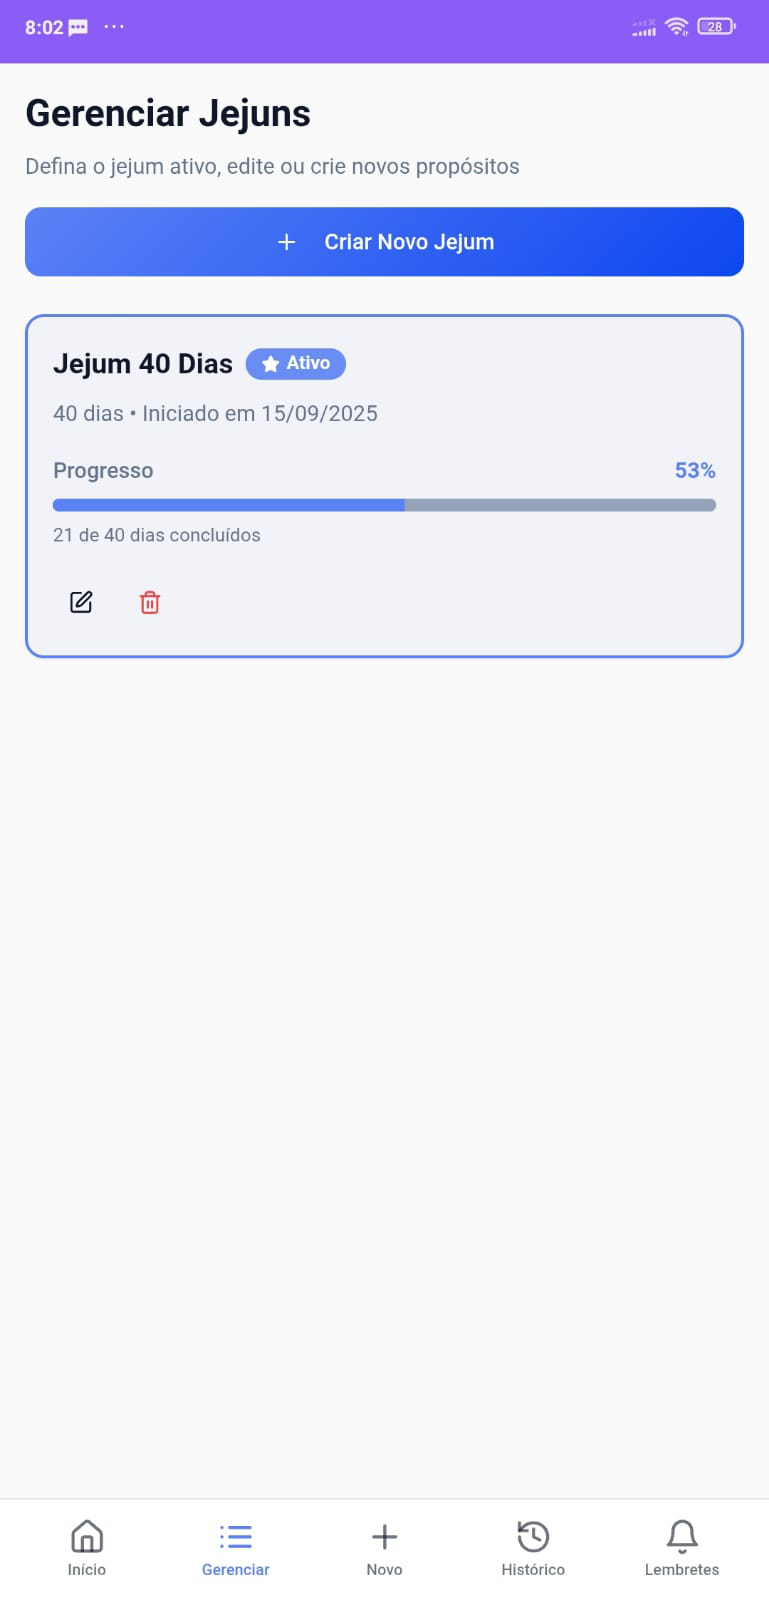 8:02
28
Gerenciar Jejuns
Defina o jejum ativo, edite ou crie novos propósitos
Criar Novo Jejum
Jejum 40 Dias
Ativo
40 dias • Iniciado em 15/09/2025
Progresso
53%
21 de 40 dias concluídos
Início
Gerenciar
Novo
Histórico
Lembretes